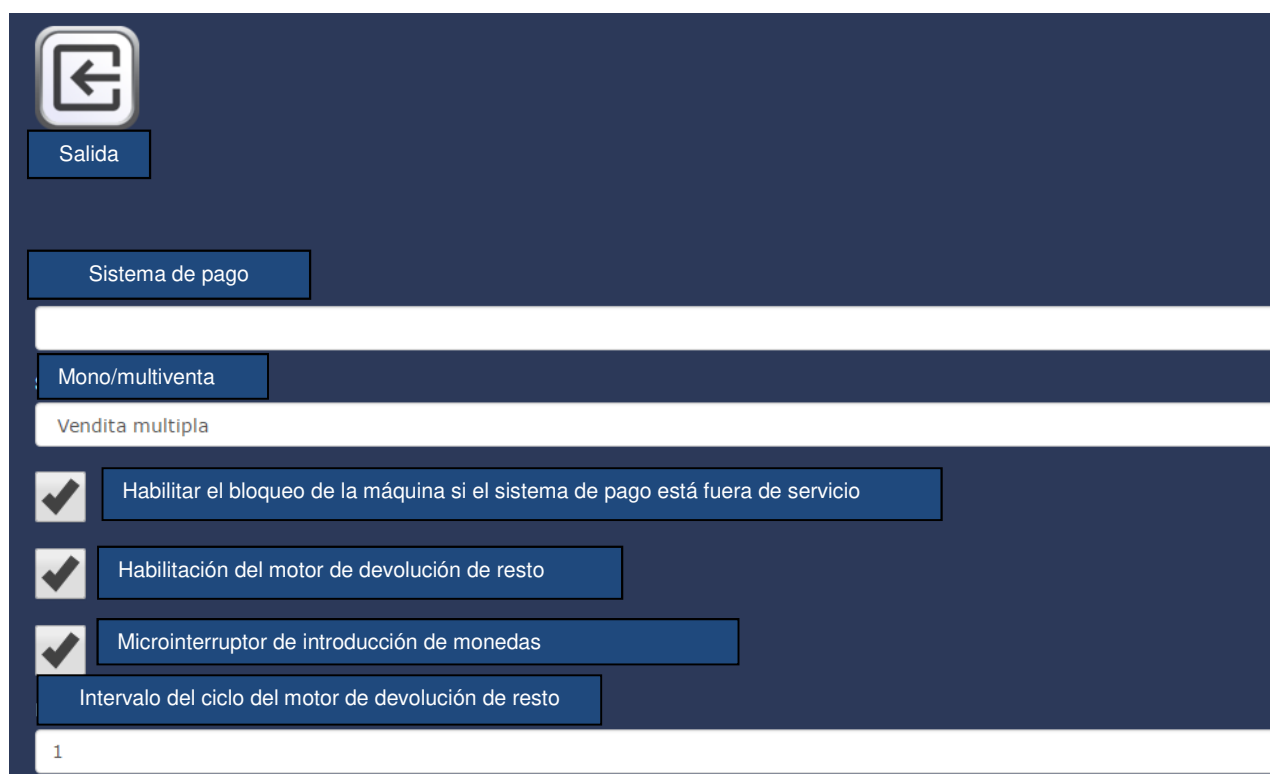 Salida
Sistema de pago
Mono/multiventa
Vendita multipla
Habilitar el bloqueo de la máquina si el sistema de pago está fuera de servicio
Habilitación del motor de devolución de resto
Microinterruptor de introducción de monedas
Intervalo del ciclo del motor de devolución de resto
1